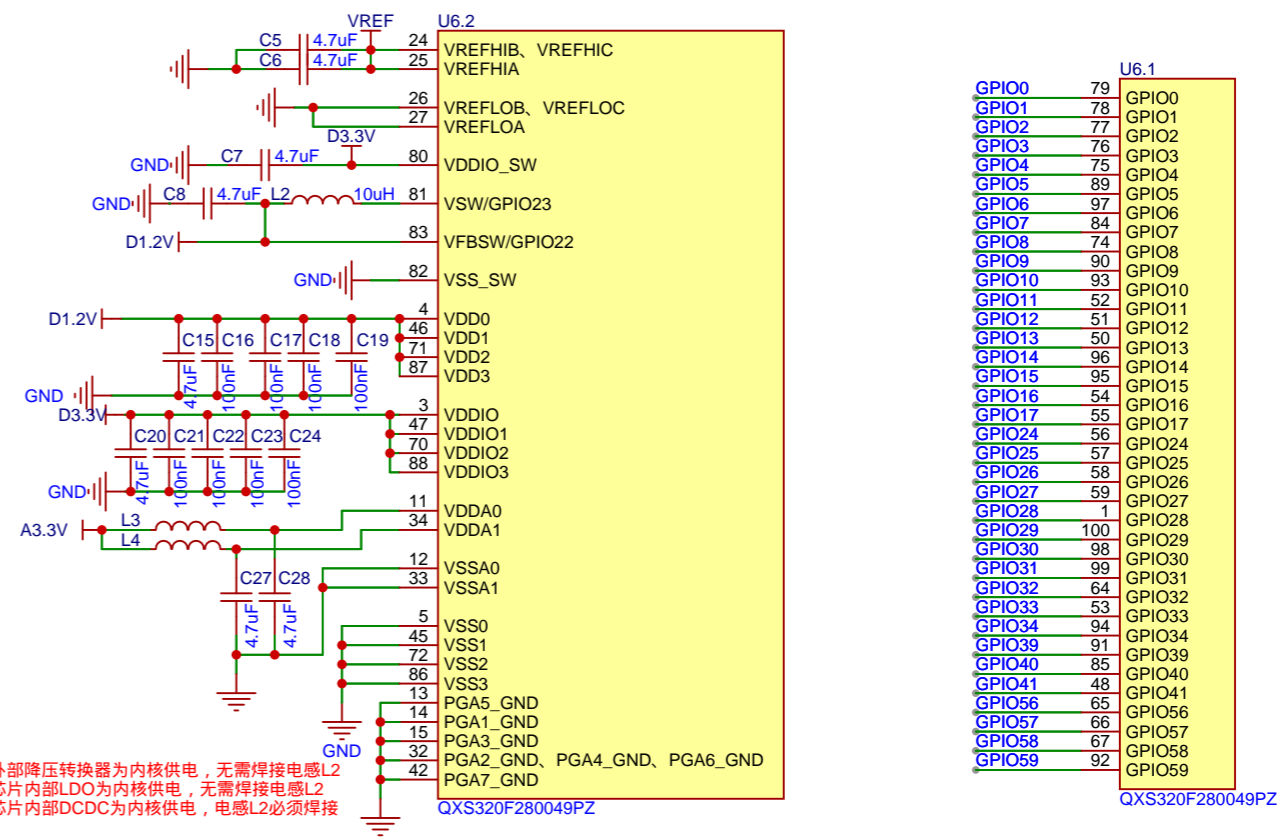 VREF
U6.2
C5 4.7uF 24 VREFHIB、VREFHIC
C6 4.7uF 25 VREFHIA
26 VREFLOB、VREFLOC
27 VREFLOA
D3.3V
GND C7 4.7uF 80 VDDIO_SW
GND C8 4.7uF L2 10uH 81 VSW/GPIO23
D1.2V 83 VFBSW/GPIO22
GND 82 VSS_SW
D1.2V 4 VDD0
46 VDD1
C15 C16 C17 C18 C19
71 VDD2
87 VDD3
4.7uF 100nF 100nF 100nF 100nF
GND
D3.3V 3 VDDIO
47 VDDIO1
C20 C21 C22 C23 C24
70 VDDIO2
88 VDDIO3
4.7uF 100nF 100nF 100nF 100nF
GND
11 VDDA0
A3.3V L3 34 VDDA1
L4
12 VSSA0
C27 C28 33 VSSA1
4.7uF 4.7uF
5 VSS0
45 VSS1
72 VSS2
86 VSS3
13 PGA5_GND
14 PGA1_GND
15 PGA3_GND
GND
32 PGA2_GND、PGA4_GND、PGA6_GND
42 PGA7_GND
QXS320F280049PZ
外部降压转换器为内核供电，无需焊接电感L2
芯片内部LDO为内核供电，无需焊接电感L2
芯片内部DCDC为内核供电，电感L2必须焊接
U6.1
GPIO0 79 GPIO0
GPIO1 78 GPIO1
GPIO2 77 GPIO2
GPIO3 76 GPIO3
GPIO4 75 GPIO4
GPIO5 89 GPIO5
GPIO6 97 GPIO6
GPIO7 84 GPIO7
GPIO8 74 GPIO8
GPIO9 90 GPIO9
GPIO10 93 GPIO10
GPIO11 52 GPIO11
GPIO12 51 GPIO12
GPIO13 50 GPIO13
GPIO14 96 GPIO14
GPIO15 95 GPIO15
GPIO16 54 GPIO16
GPIO17 55 GPIO17
GPIO24 56 GPIO24
GPIO25 57 GPIO25
GPIO26 58 GPIO26
GPIO27 59 GPIO27
GPIO28 1 GPIO28
GPIO29 100 GPIO29
GPIO30 98 GPIO30
GPIO31 99 GPIO31
GPIO32 64 GPIO32
GPIO33 53 GPIO33
GPIO34 94 GPIO34
GPIO39 91 GPIO39
GPIO40 85 GPIO40
GPIO41 48 GPIO41
GPIO56 65 GPIO56
GPIO57 66 GPIO57
GPIO58 67 GPIO58
GPIO59 92 GPIO59
QXS320F280049PZ